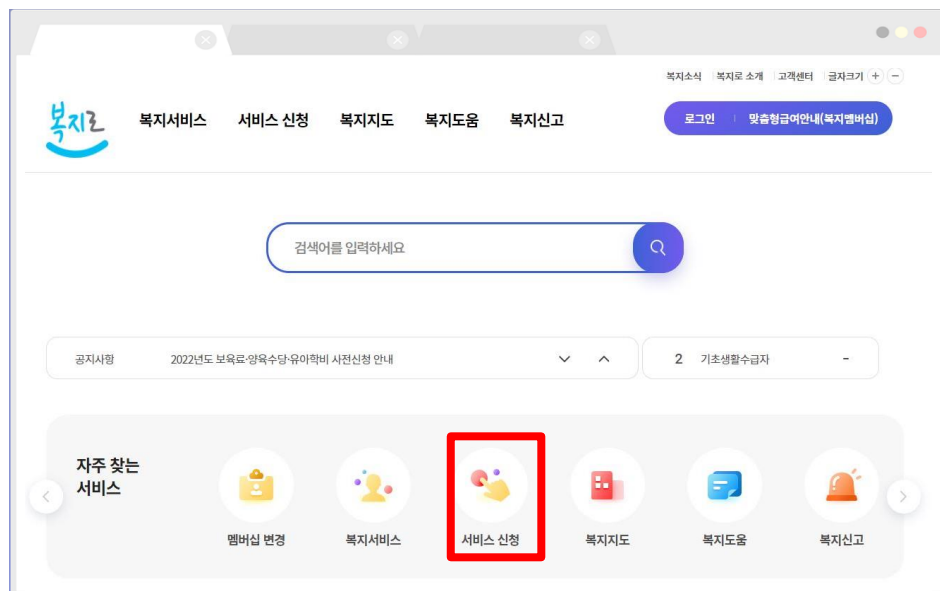 복지소식 복지로 소개 고객센터 글자크기 + −
복지로 복지서비스 서비스 신청 복지지도 복지도움 복지신고 로그인 맞춤형급여안내(복지멤버십)
검색어를 입력하세요
공지사항 2022년도 보육료·양육수당·유아학비 사전신청 안내 2 기초생활수급자 -
자주 찾는
서비스
멤버십 변경 복지서비스 서비스 신청 복지지도 복지도움 복지신고